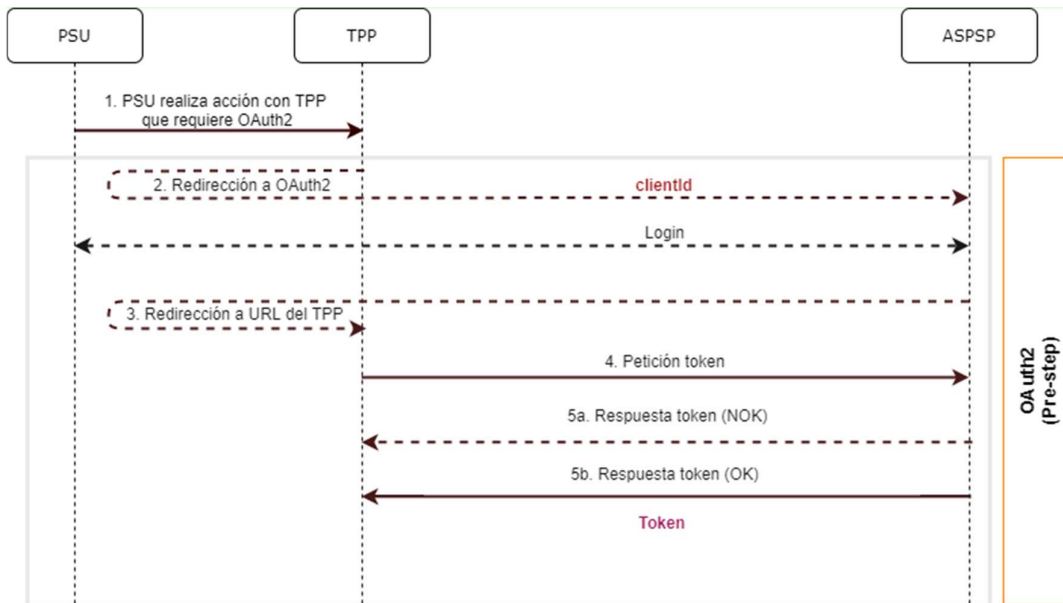 PSU
TPP
ASPSP
1. PSU realiza acción con TPP
que requiere OAuth2
2. Redirección a OAuth2
clientId
Login
3. Redirección a URL del TPP
4. Petición token
5a. Respuesta token (NOK)
5b. Respuesta token (OK)
Token
OAuth2
(Pre-step)